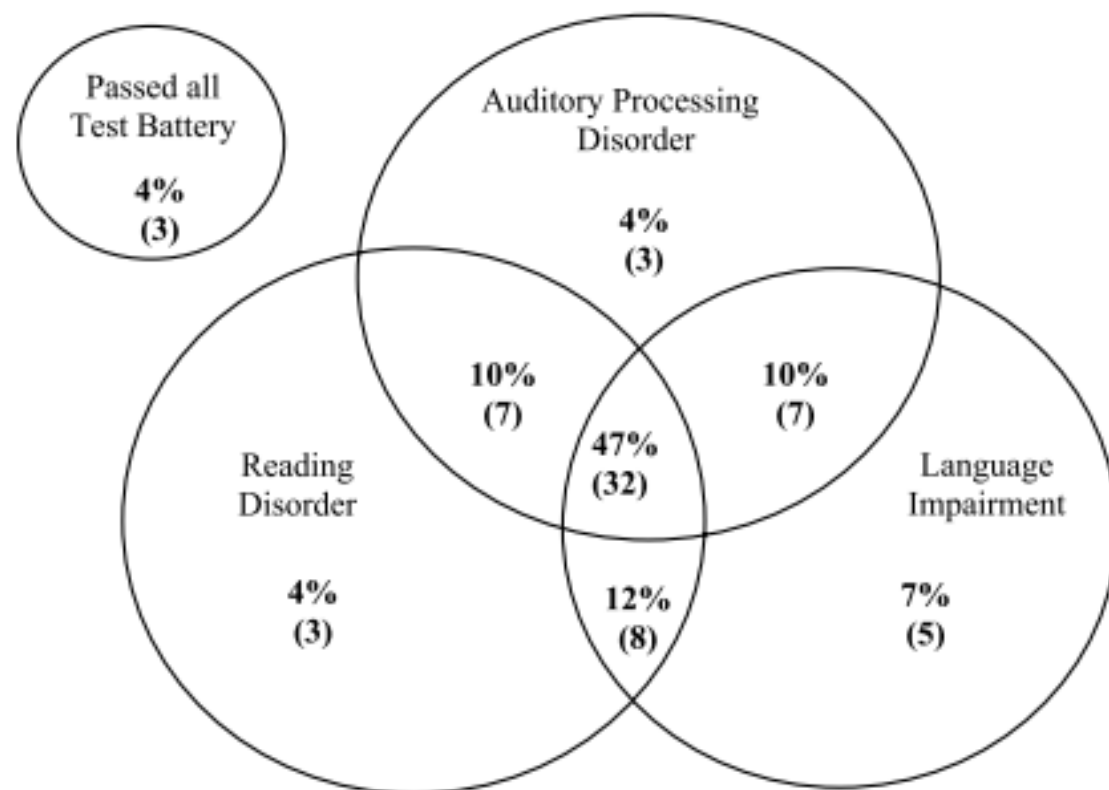 Passed all
Test Battery
4%
(3)
Auditory Processing
Disorder
4%
(3)
10%
(7)
10%
(7)
47%
(32)
Reading
Disorder
4%
(3)
Language
Impairment
12%
(8)
7%
(5)